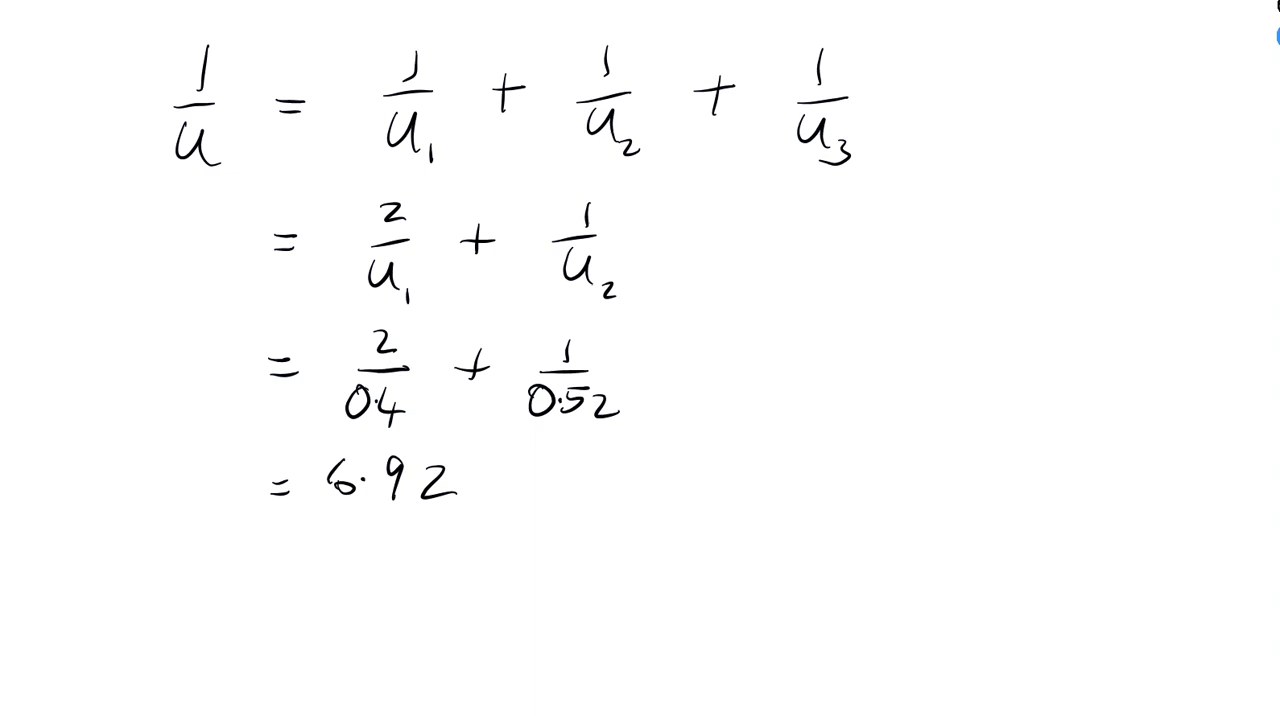 1/u = 1/u₁ + 1/u₂ + 1/u₃
= 2/u₁ + 1/u₂
= 2/0.4 + 1/0.52
= 6.92